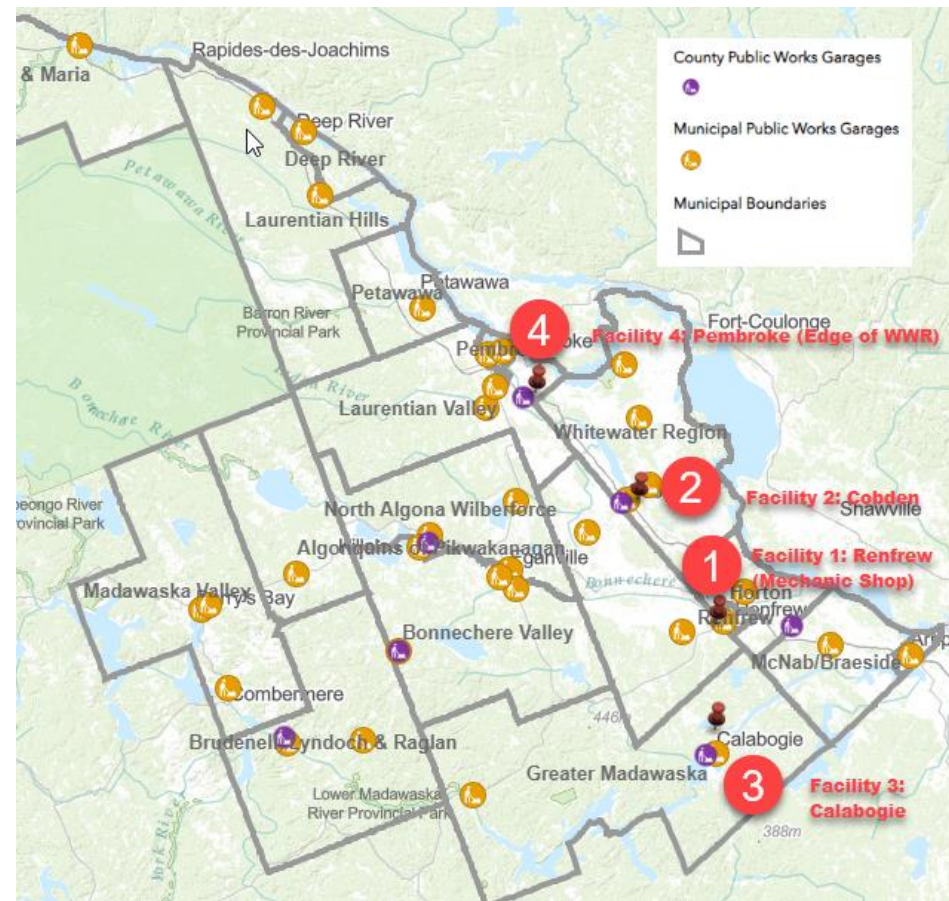 Rapides-des-Joachims
& Maria
County Public Works Garages
Municipal Public Works Garages
Municipal Boundaries
Deep River
Deep River
Laurentian Hills
Petawawa River
Petawawa
Petawawa
Barron River
Provincial Park
4
Facility 4: Pembroke (Edge of WWR)
Fort-Coulonge
River
Laurentian Valley
Whitewater Region
Bonnechere River
2
Facility 2: Cobden
Shawville
North Algona Wilberforce
Algonquins of Pikwakanagan
1
Facility 1: Renfrew
(Mechanic Shop)
Bonnechere
Horton
Renfrew
Madawaska Valley
Bonnechere Valley
McNab/Braeside
Combermere
446m
Calabogie
Brudenell, Lyndoch & Raglan
Greater Madawaska
3
Facility 3:
Calabogie
Lower Madawaska
River Provincial Park
388m
York River